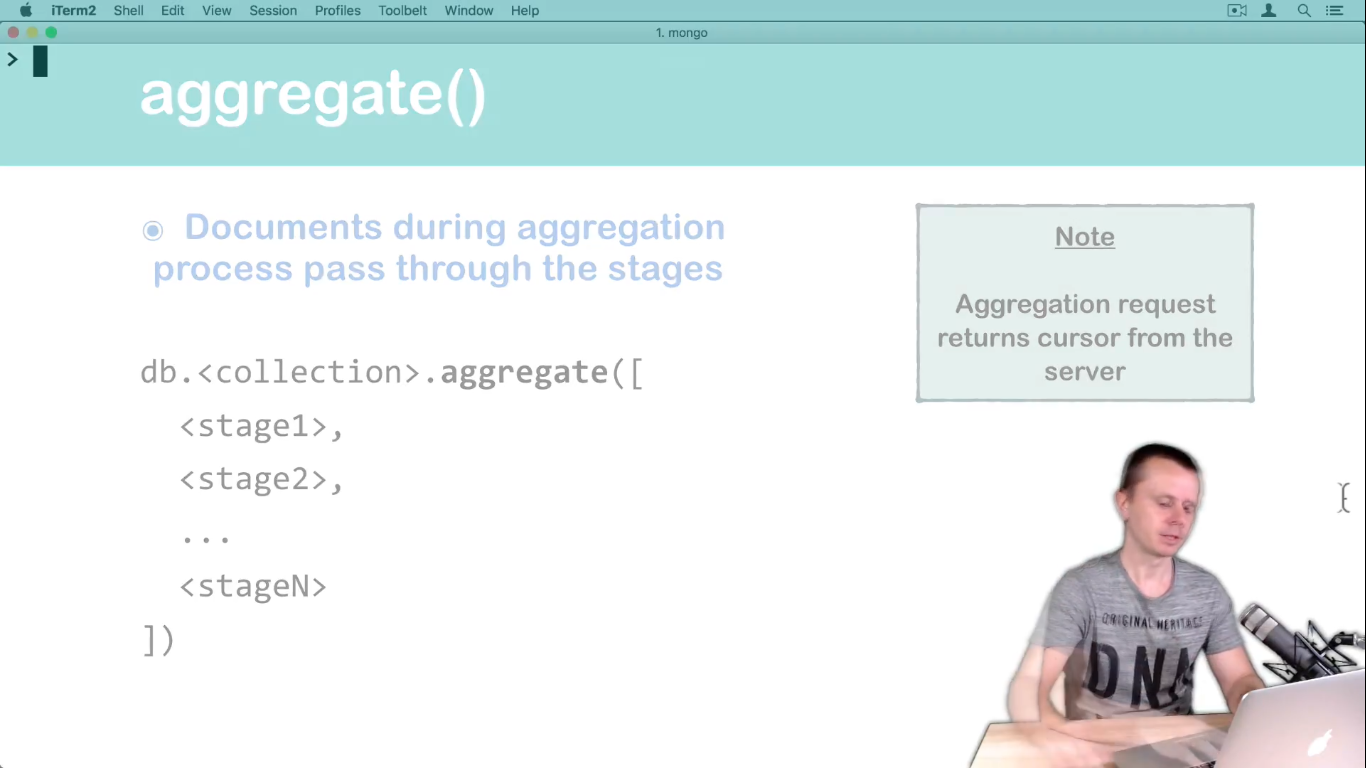 iTerm2 Shell Edit View Session Profiles Toolbelt Window Help
1. mongo
>
aggregate()
Documents during aggregation
process pass through the stages
Note
Aggregation request
returns cursor from the
server
db.<collection>.aggregate([
<stage1>,
<stage2>,
...
<stageN>
])
ORIGINAL HERITAGE
DNA